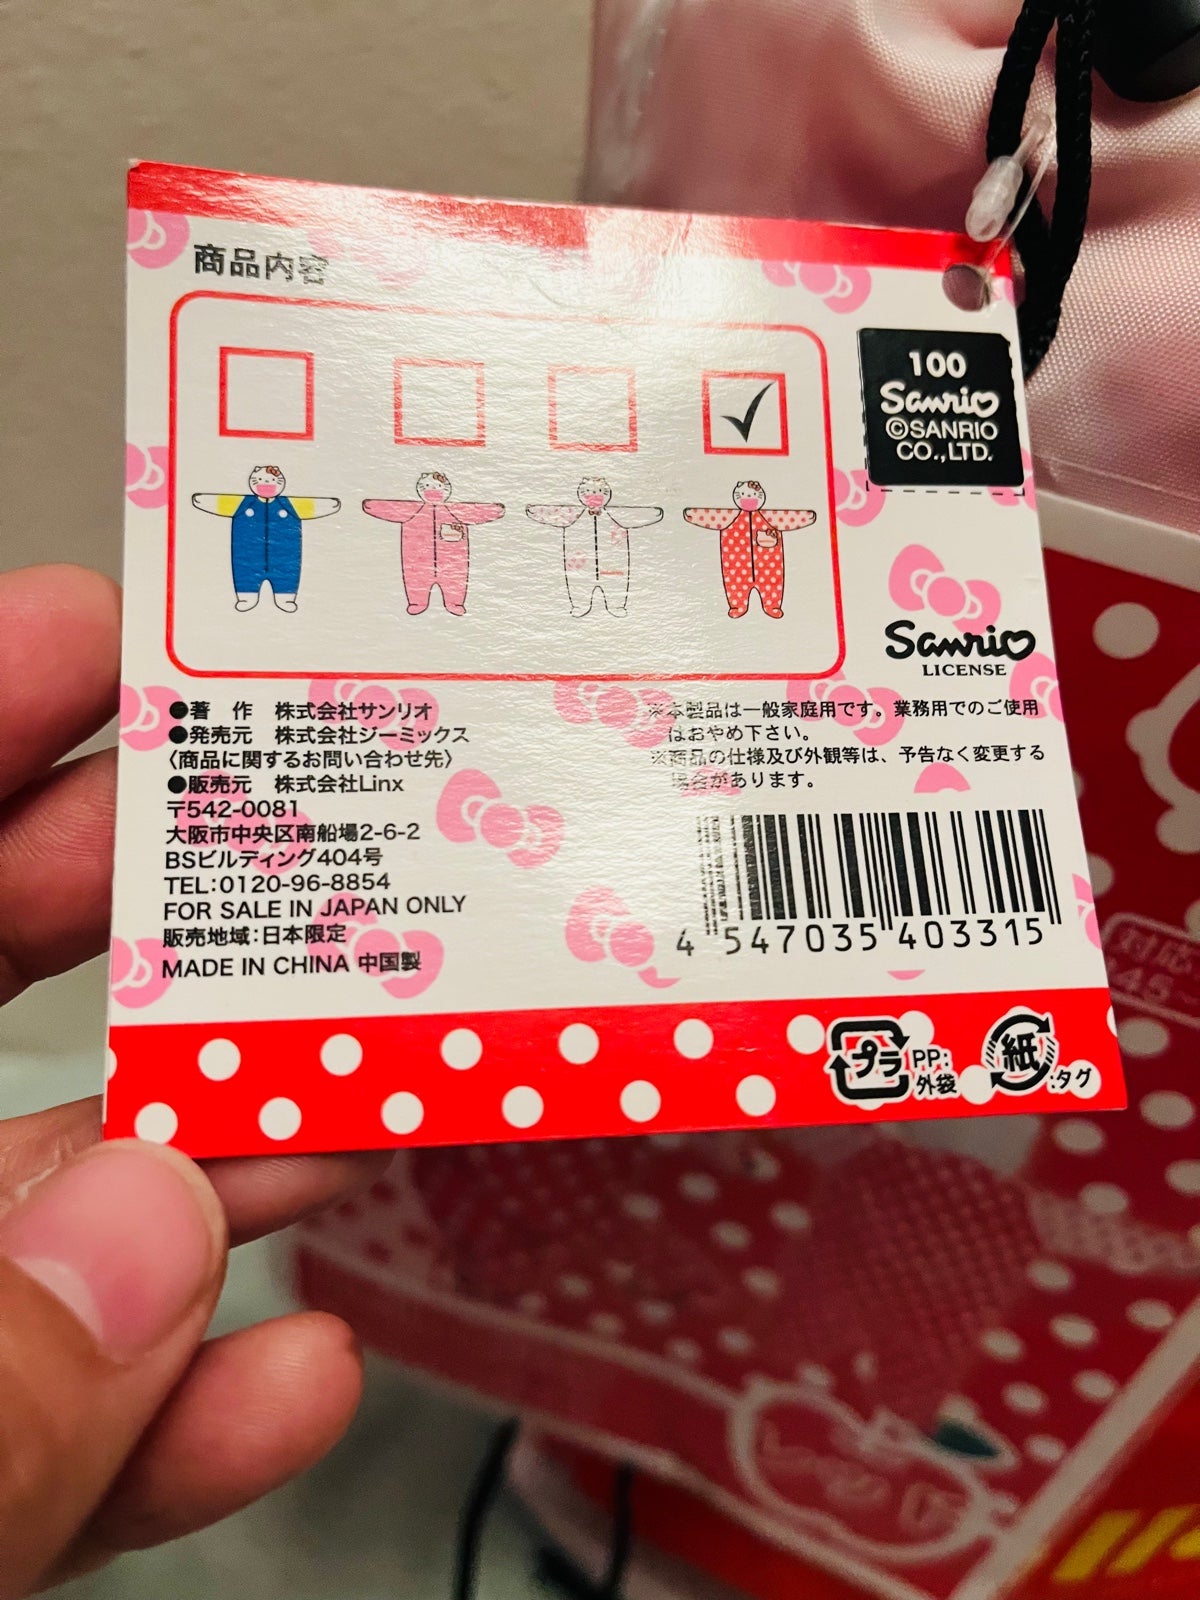 商品内容
100
Sanrio
©SANRIO
CO.,LTD.
Sanrio
LICENSE
●著 作 株式会社サンリオ
●発売元 株式会社ジーミックス
〈商品に関するお問い合わせ先〉
●販売元 株式会社Linx
〒542-0081
大阪市中央区南船場2-6-2
BSビルディング404号
TEL:0120-96-8854
FOR SALE IN JAPAN ONLY
販売地域:日本限定
MADE IN CHINA 中国製
※本製品は一般家庭用です。業務用でのご使用
はおやめ下さい。
※商品の仕様及び外観等は、予告なく変更する
場合があります。
4 547035 403315
プラ
PP:
外袋
紙
:タグ
対応